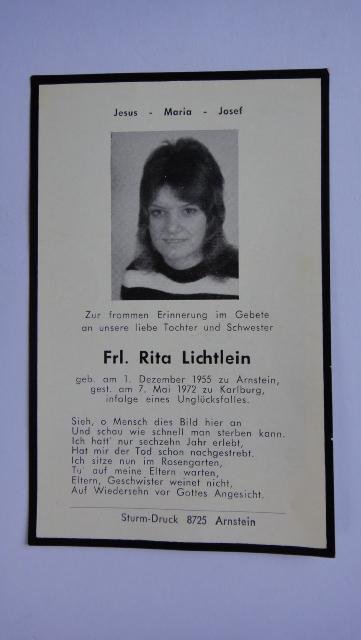 Jesus - Maria - Josef
Zur frommen Erinnerung im Gebete
an unsere liebe Tochter und Schwester
Frl. Rita Lichtlein
geb. am 1. Dezember 1955 zu Arnstein,
gest. am 7. Mai 1972 zu Karlburg,
infolge eines Unglücksfalles.
Sieh, o Mensch dies Bild hier an
Und schau wie schnell man sterben kann.
Ich hatt' nur sechzehn Jahr erlebt,
Hat mir der Tod schon nachgestrebt.
Ich sitze nun im Rosengarten,
Tu' auf meine Eltern warten,
Eltern, Geschwister weinet nicht,
Auf Wiedersehn vor Gottes Angesicht.
Sturm-Druck 8725 Arnstein